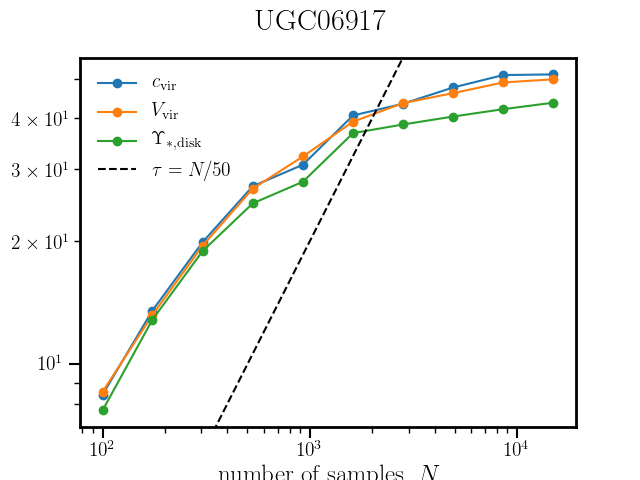 UGC06917
c_vir
V_vir
Υ_*,disk
τ = N/50
4 × 10^1
3 × 10^1
2 × 10^1
10^1
10^2
10^3
10^4
number of samples, N